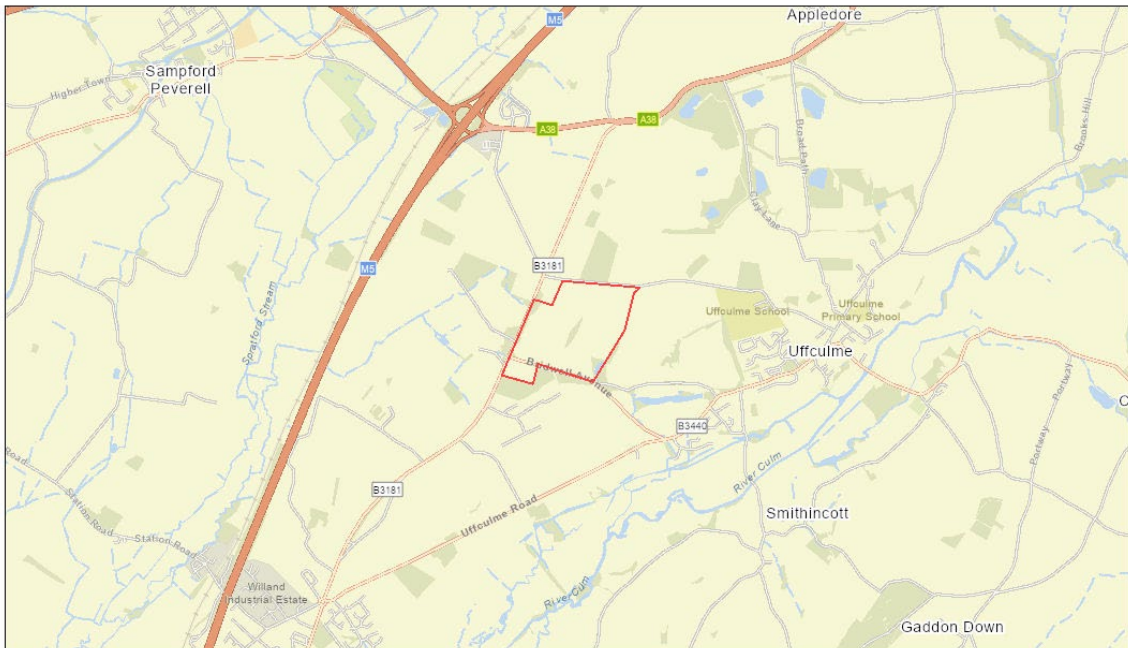 Appledore
M5
Sampford
Peverell
Higher Town
A38
A38
Brooks Hill
Broad Path
Clay Lane
B3181
M5
Spratford Stream
Uffculme School
Uffculme
Primary School
Uffculme
Bridwell Avenue
Portway
Portway
B3440
B3181
River Culm
Uffculme Road
Smithincott
Road
Station Road
Station Road
Willand
Industrial Estate
River Culm
Gaddon Down